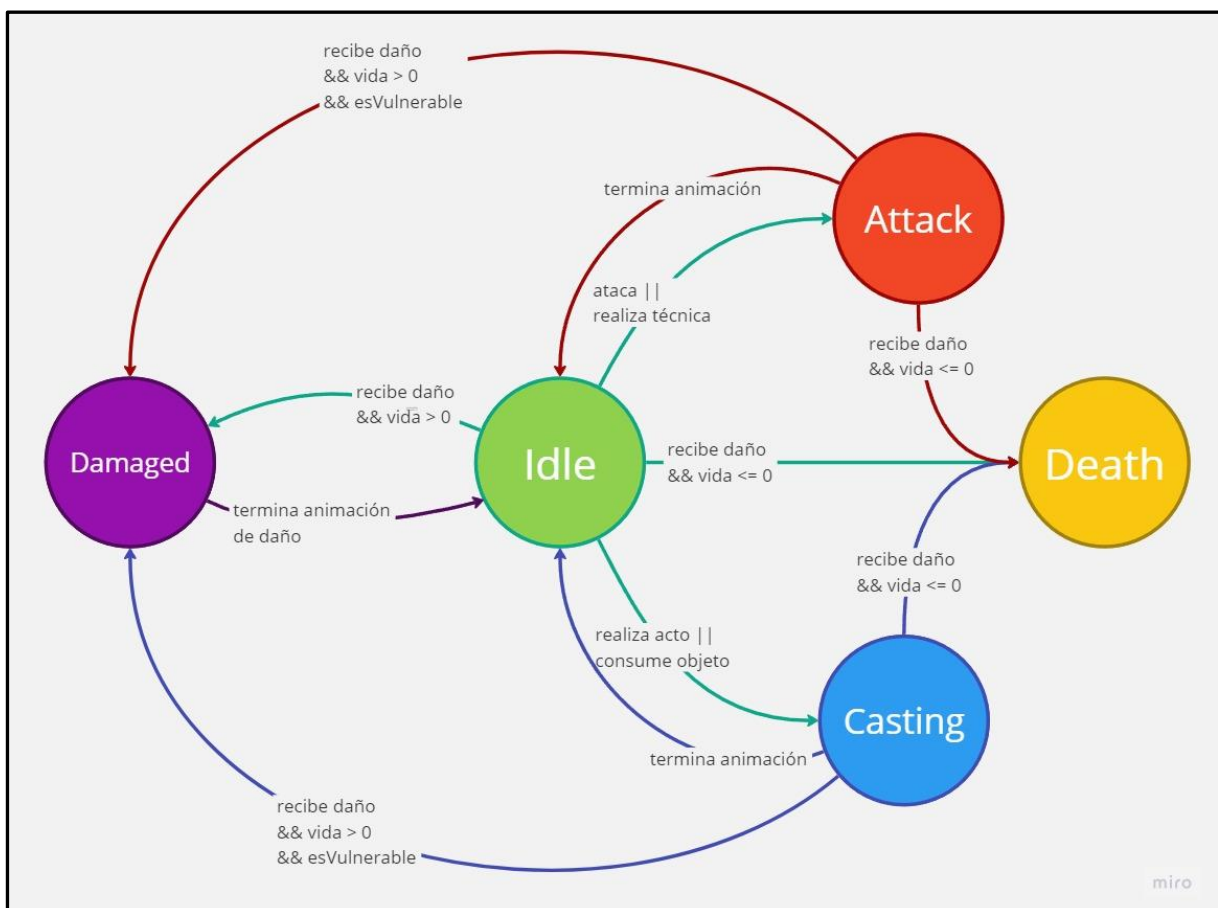 recibe daño
&& vida > 0
&& esVulnerable
Attack
termina animación
ataca ||
realiza técnica
recibe daño
&& vida <= 0
recibe daño
&& vida > 0
Damaged
Idle
recibe daño
&& vida <= 0
Death
termina animación
de daño
recibe daño
&& vida <= 0
realiza acto ||
consume objeto
Casting
termina animación
recibe daño
&& vida > 0
&& esVulnerable
miro